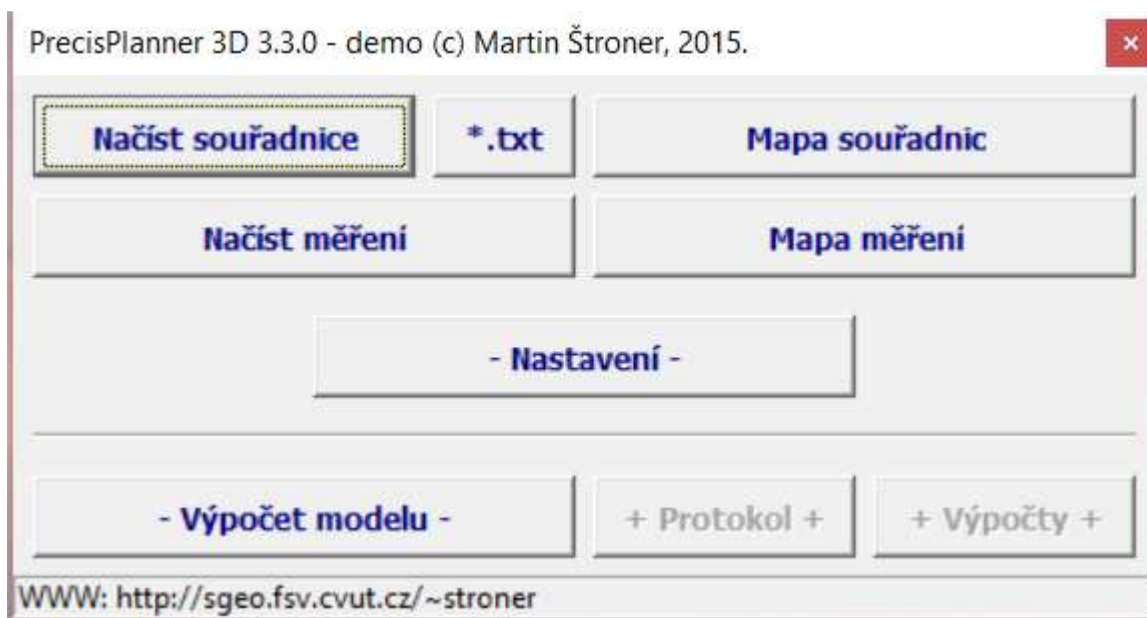 PrecisPlanner 3D 3.3.0 - demo (c) Martin Štroner, 2015.
Načíst souřadnice *.txt Mapa souřadnic
Načíst měření Mapa měření
- Nastavení -
- Výpočet modelu - + Protokol + + Výpočty +
WWW: http://sgeo.fsv.cvut.cz/~stroner